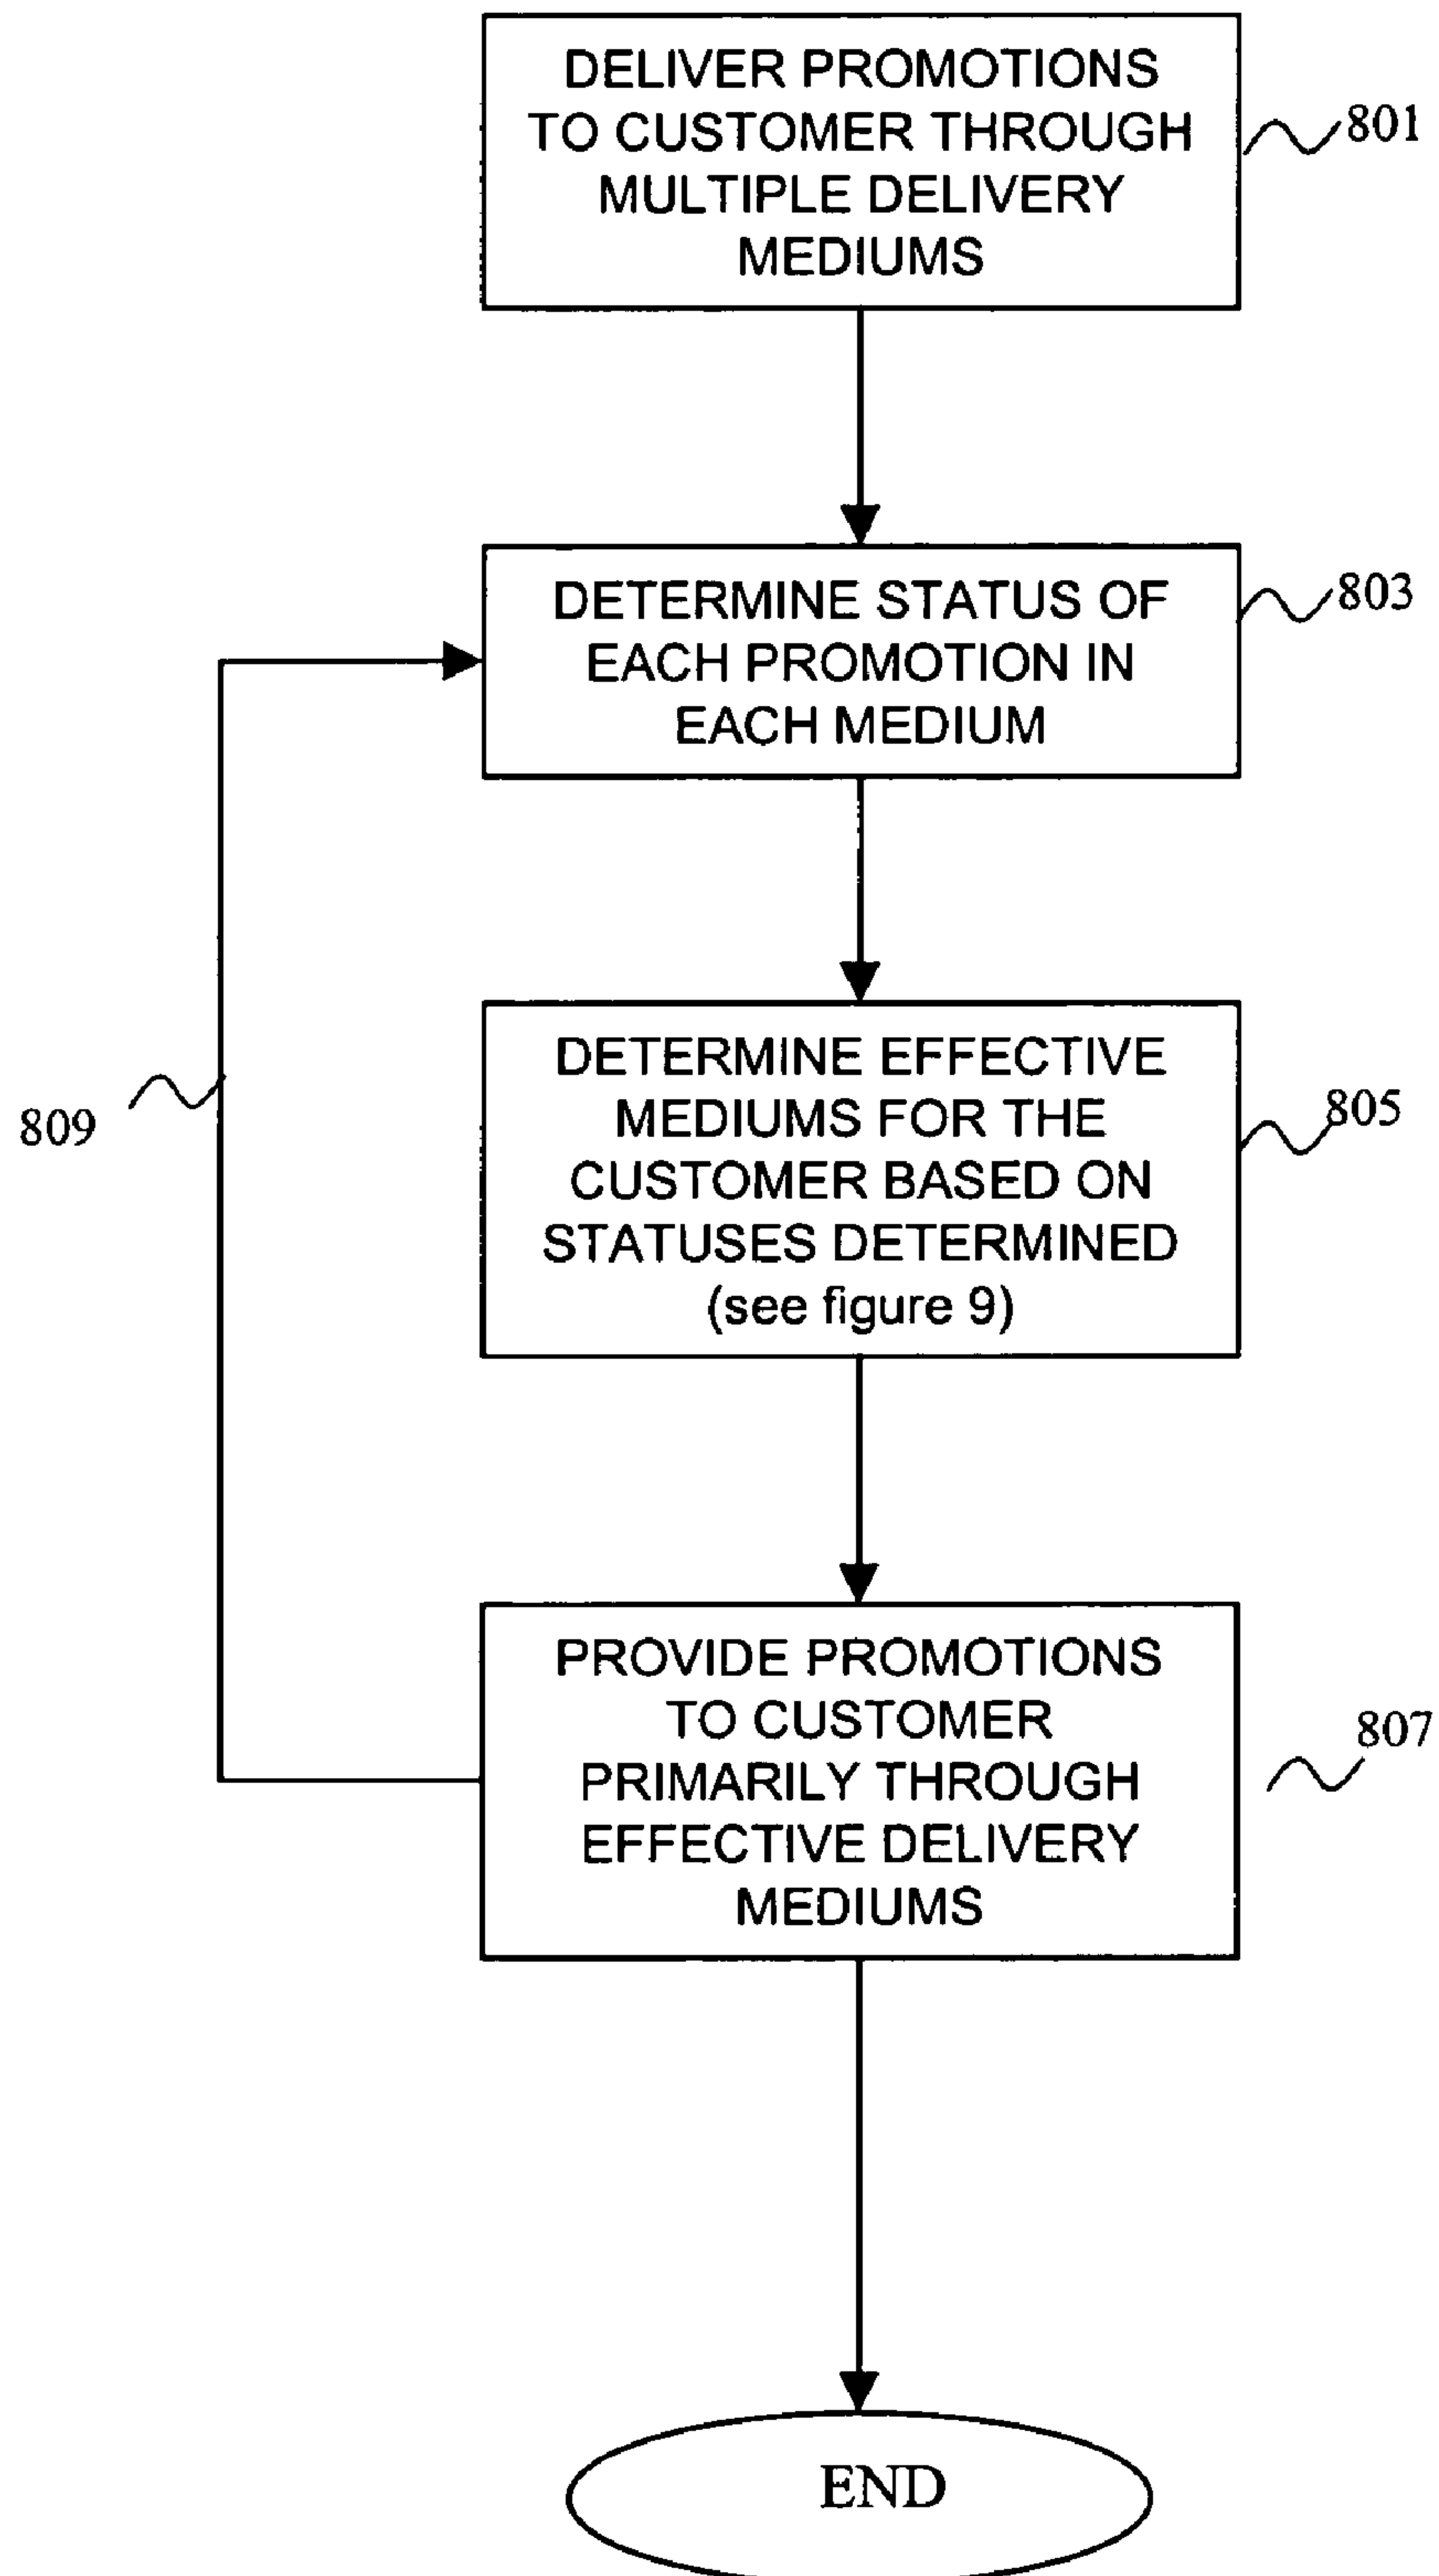 DELIVER PROMOTIONS
TO CUSTOMER THROUGH
MULTIPLE DELIVERY
MEDIUMS
801
DETERMINE STATUS OF
EACH PROMOTION IN
EACH MEDIUM
803
DETERMINE EFFECTIVE
MEDIUMS FOR THE
CUSTOMER BASED ON
STATUSES DETERMINED
(see figure 9)
805
809
PROVIDE PROMOTIONS
TO CUSTOMER
PRIMARILY THROUGH
EFFECTIVE DELIVERY
MEDIUMS
807
END